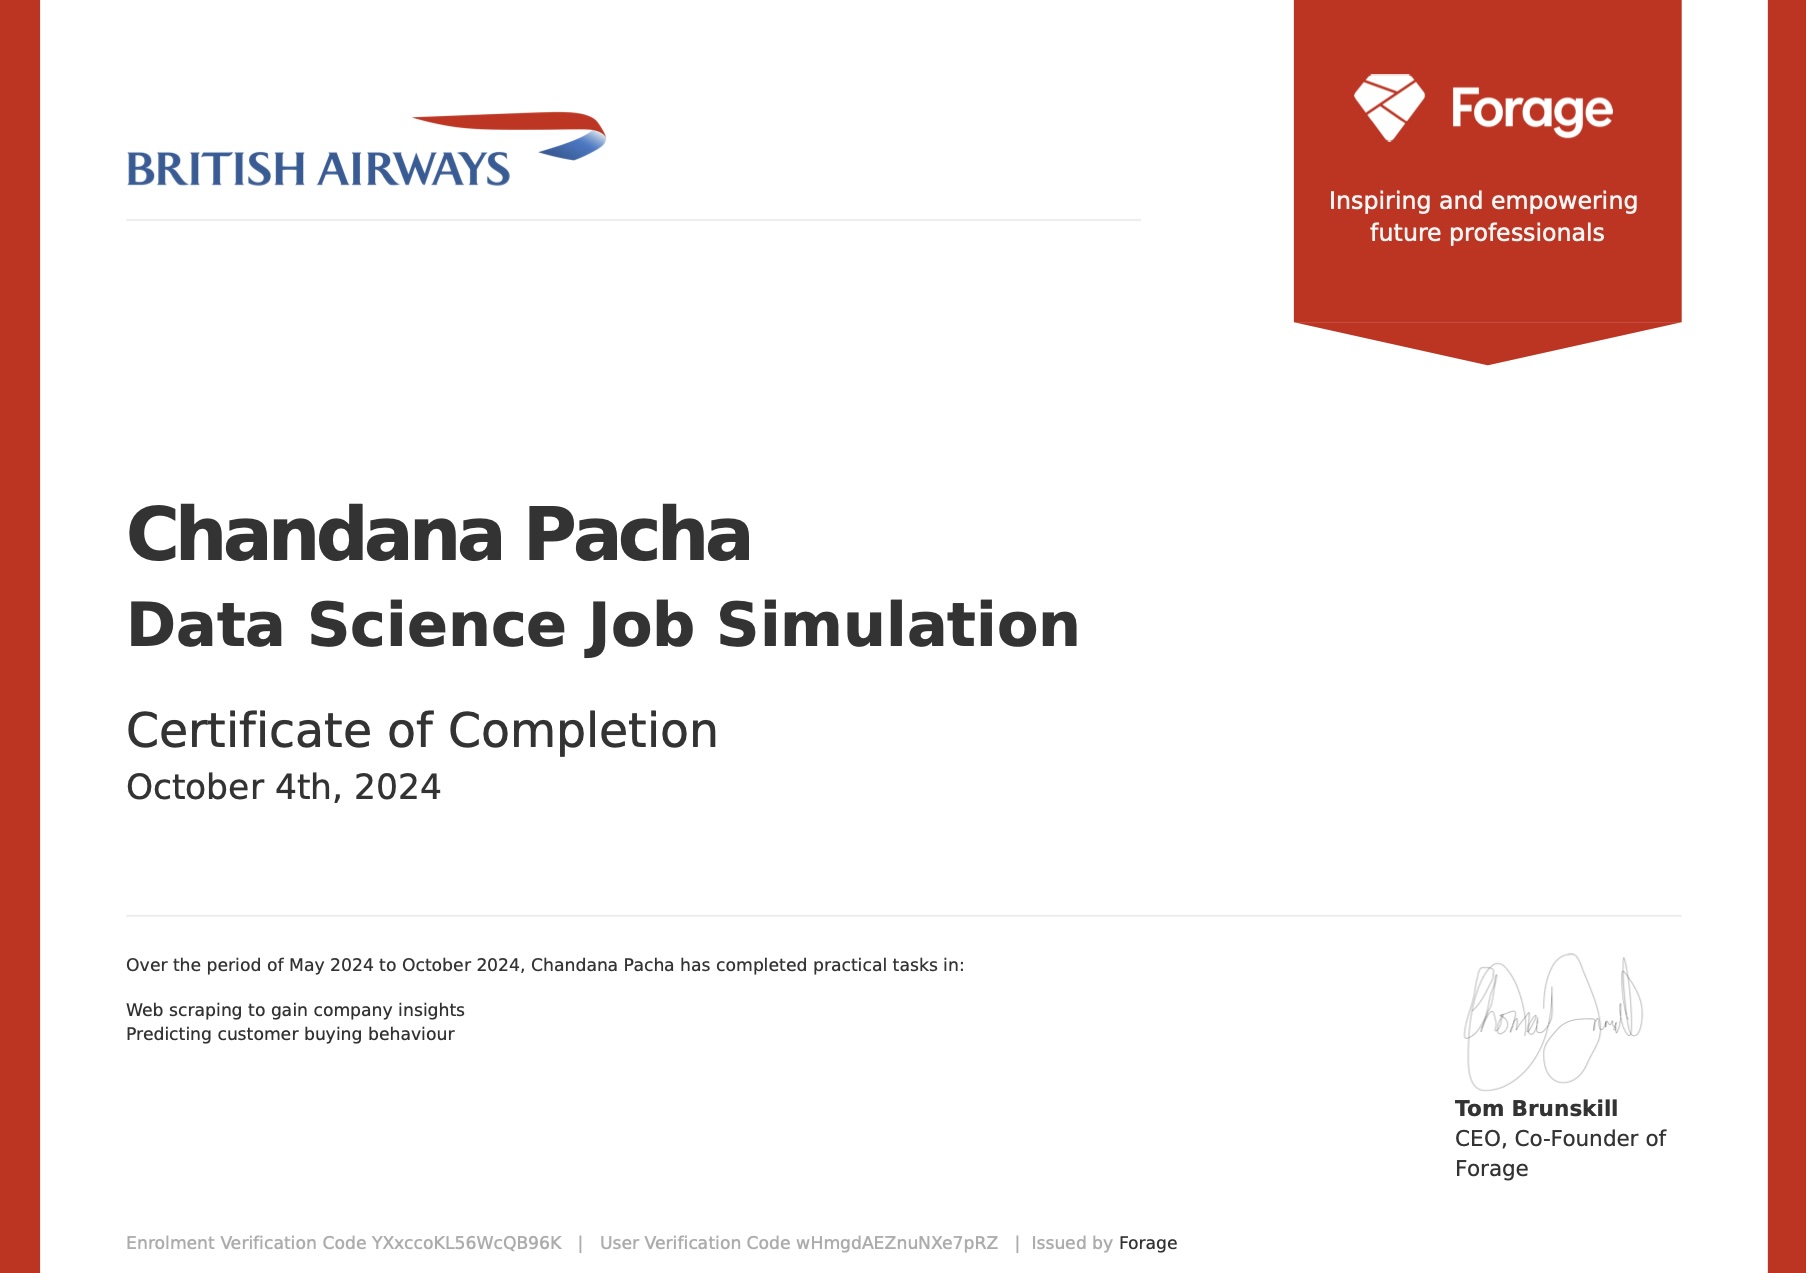 BRITISH AIRWAYS
Forage
Inspiring and empowering
future professionals
Chandana Pacha
Data Science Job Simulation
Certificate of Completion
October 4th, 2024
Over the period of May 2024 to October 2024, Chandana Pacha has completed practical tasks in:
Web scraping to gain company insights
Predicting customer buying behaviour
Tom Brunskill
CEO, Co-Founder of
Forage
Enrolment Verification Code YXxccoKL56WcQB96K | User Verification Code wHmgdAEZnuNXe7pRZ | Issued by Forage